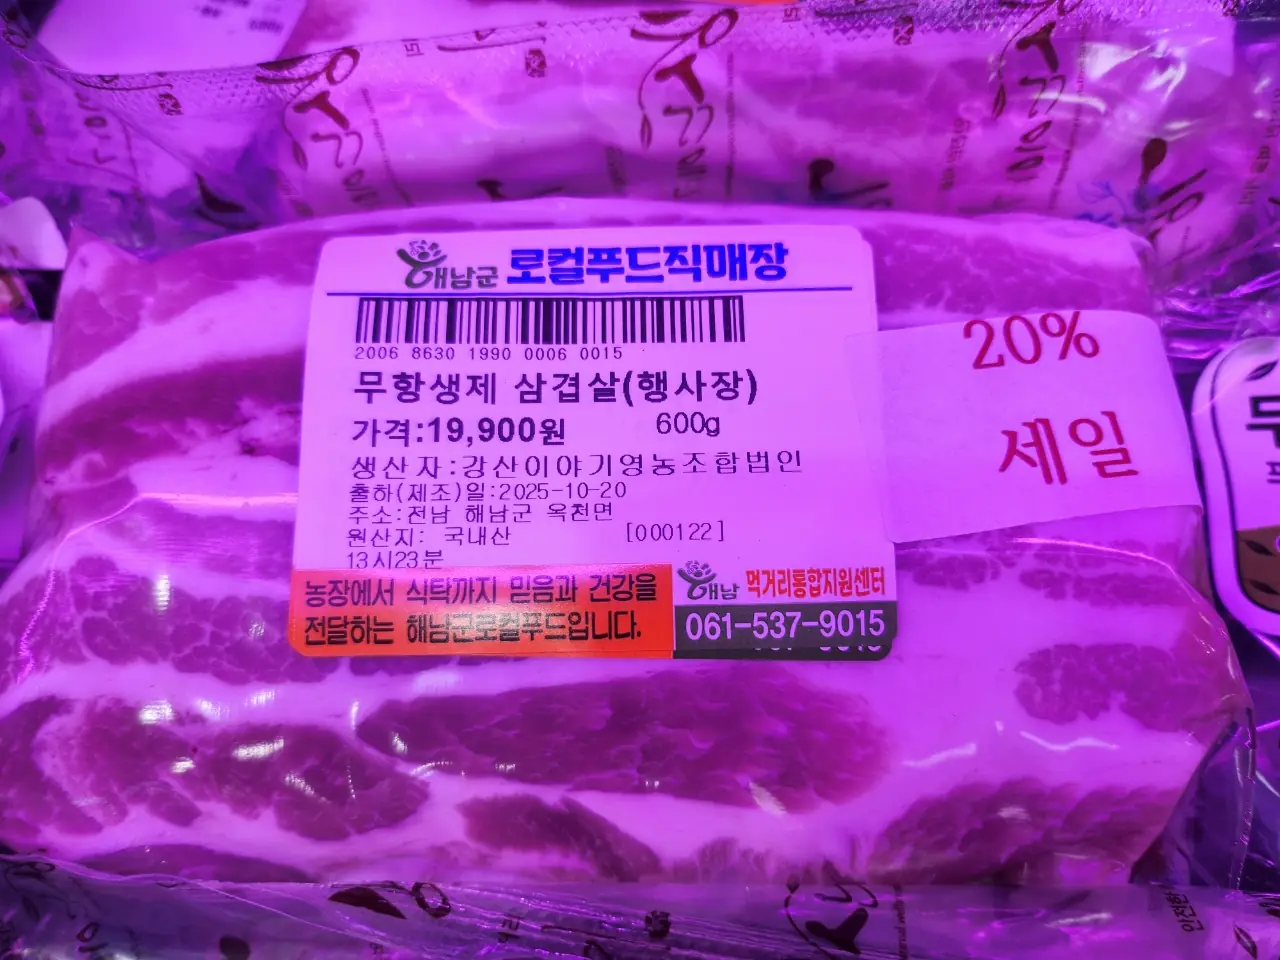 해남군 로컬푸드직매장
2006 8630 1990 0006 0015
무항생제 삼겹살(행사장)
가격:19,900원 600g
생산자:강산이야기영농조합법인
출하(제조)일:2025-10-20
주소:전남 해남군 옥천면
원산지: 국내산 [000122]
13시23분
농장에서 식탁까지 믿음과 건강을
전달하는 해남군로컬푸드입니다.
해남 먹거리통합지원센터
061-537-9015
20%
세일